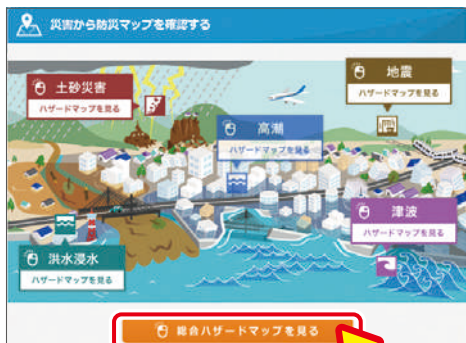 災害から防災マップを確認する
土砂災害
ハザードマップを見る
地震
ハザードマップを見る
高潮
ハザードマップを見る
津波
ハザードマップを見る
洪水浸水
ハザードマップを見る
総合ハザードマップを見る